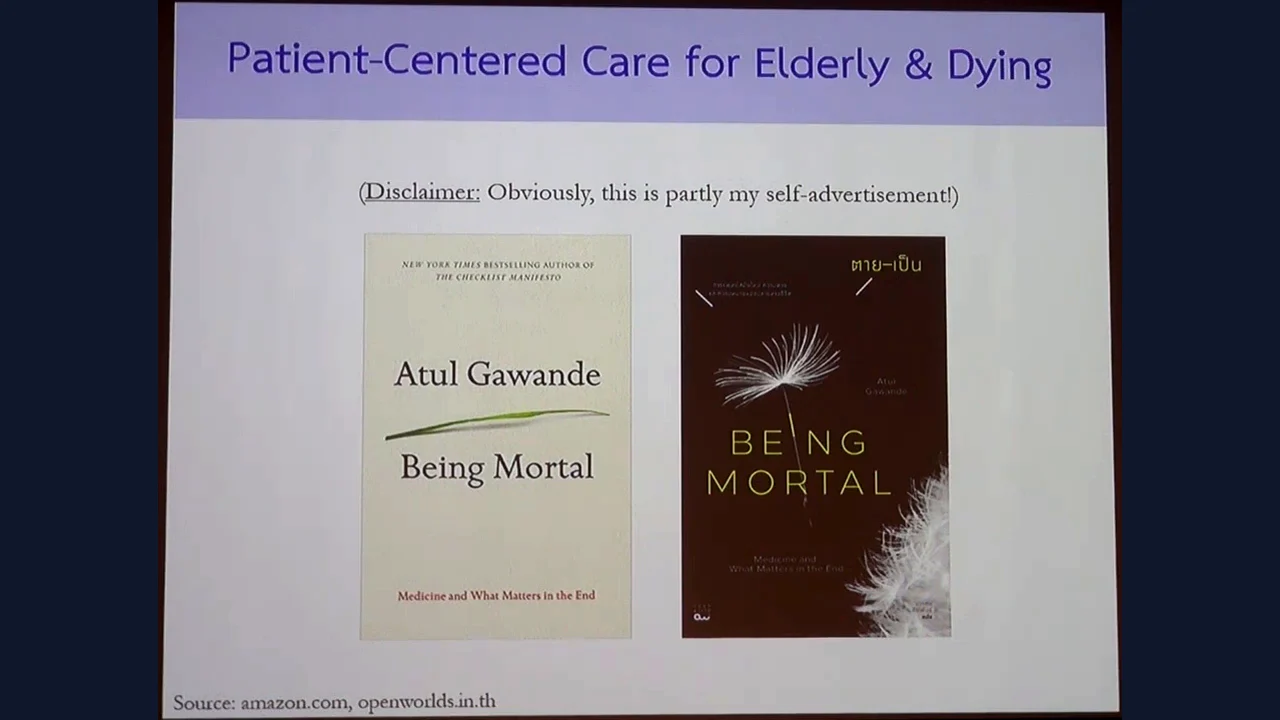 Patient-Centered Care for Elderly & Dying
(Disclaimer: Obviously, this is partly my self-advertisement!)
NEW YORK TIMES BESTSELLING AUTHOR OF
THE CHECKLIST MANIFESTO
Atul Gawande
Being Mortal
Medicine and What Matters in the End
ตาย-เป็น
Atul
Gawande
BEING
MORTAL
Medicine and
What Matters in the End
Source: amazon.com, openworlds.in.th